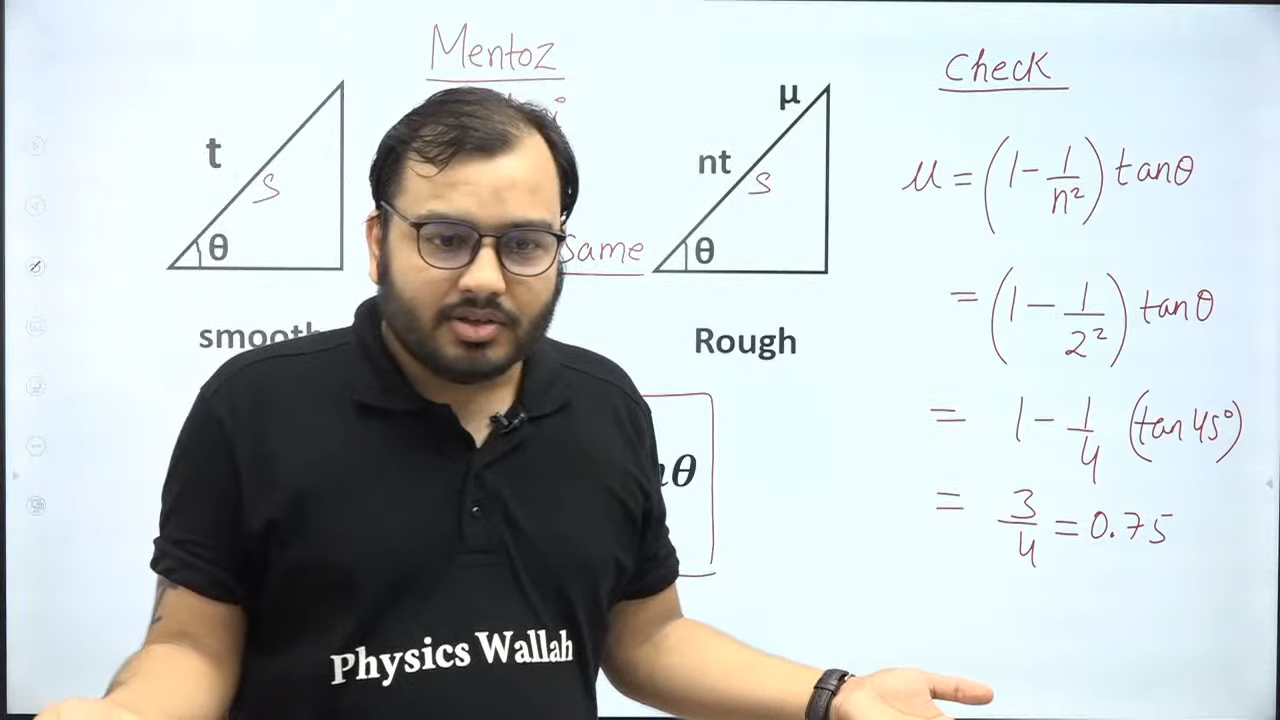 Mentoz
t
S
θ
smooth
same
μ
nt
S
θ
Rough
nθ
Check
μ = (1 - 1/n²) tanθ
= (1 - 1/2²) tanθ
= 1 - 1/4 (tan 45°)
= 3/4 = 0.75
Physics Wallah